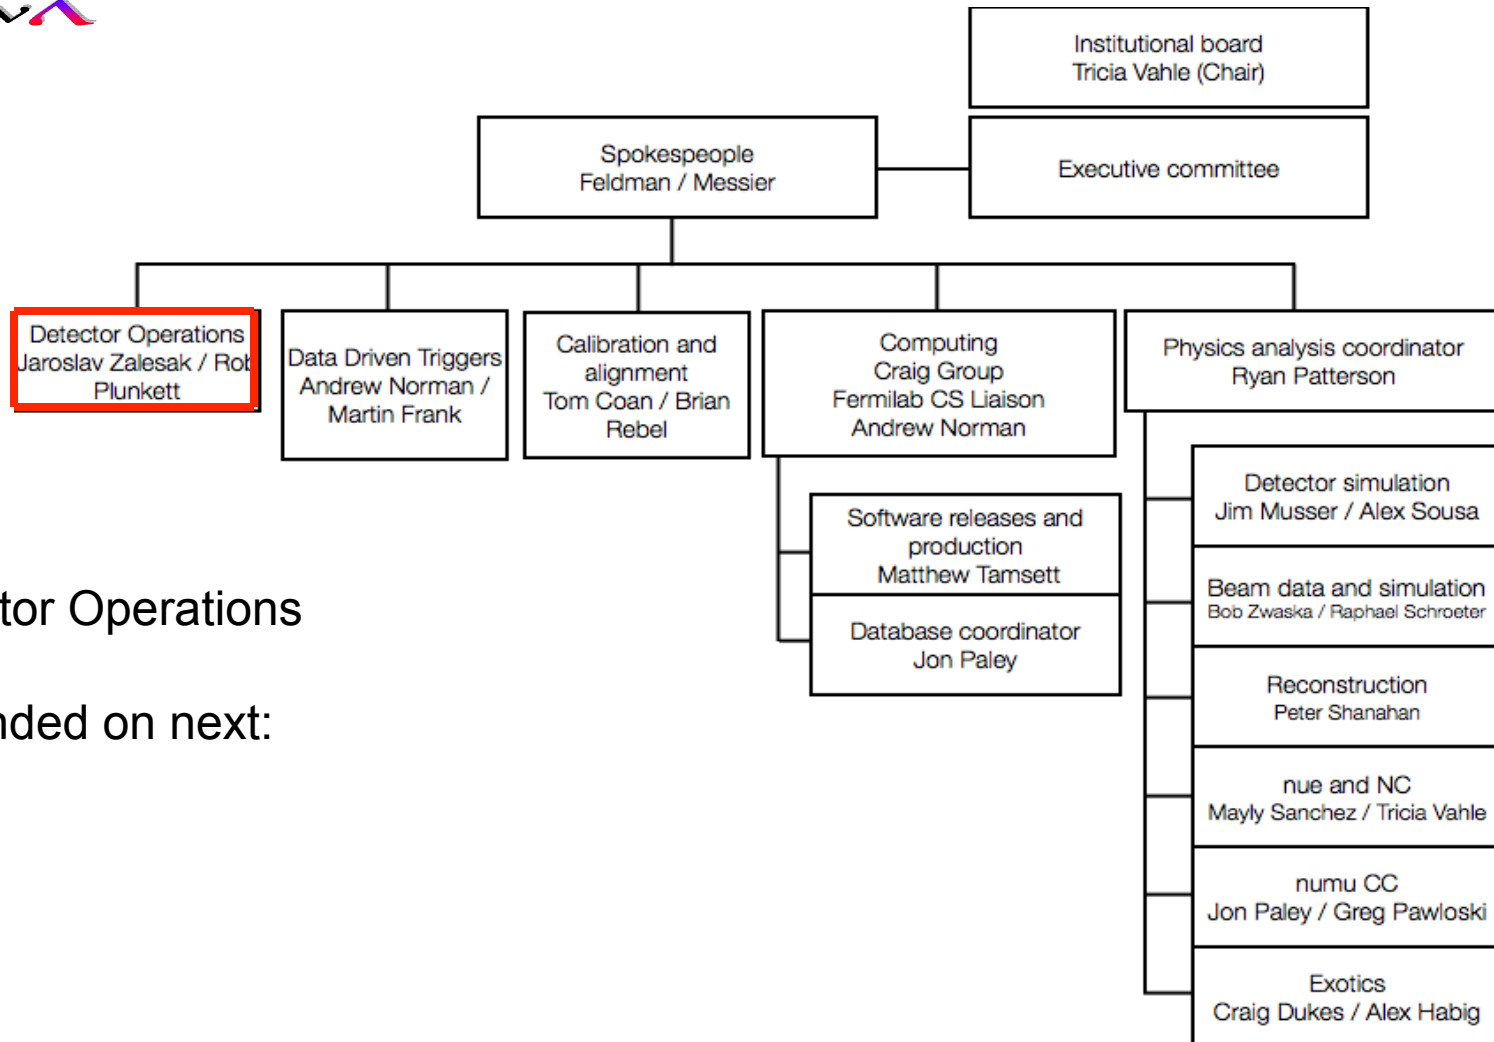 Institutional board
Tricia Vahle (Chair)
Spokespeople
Feldman / Messier
Executive committee
Detector Operations
Jaroslav Zalesak / Rob
Plunkett
Data Driven Triggers
Andrew Norman /
Martin Frank
Calibration and
alignment
Tom Coan / Brian
Rebel
Computing
Craig Group
Fermilab CS Liaison
Andrew Norman
Physics analysis coordinator
Ryan Patterson
Software releases and
production
Matthew Tamsett
Database coordinator
Jon Paley
Detector simulation
Jim Musser / Alex Sousa
Beam data and simulation
Bob Zwaska / Raphael Schroeter
Reconstruction
Peter Shanahan
nue and NC
Mayly Sanchez / Tricia Vahle
numu CC
Jon Paley / Greg Pawloski
Exotics
Craig Dukes / Alex Habig
tor Operations
nded on next: